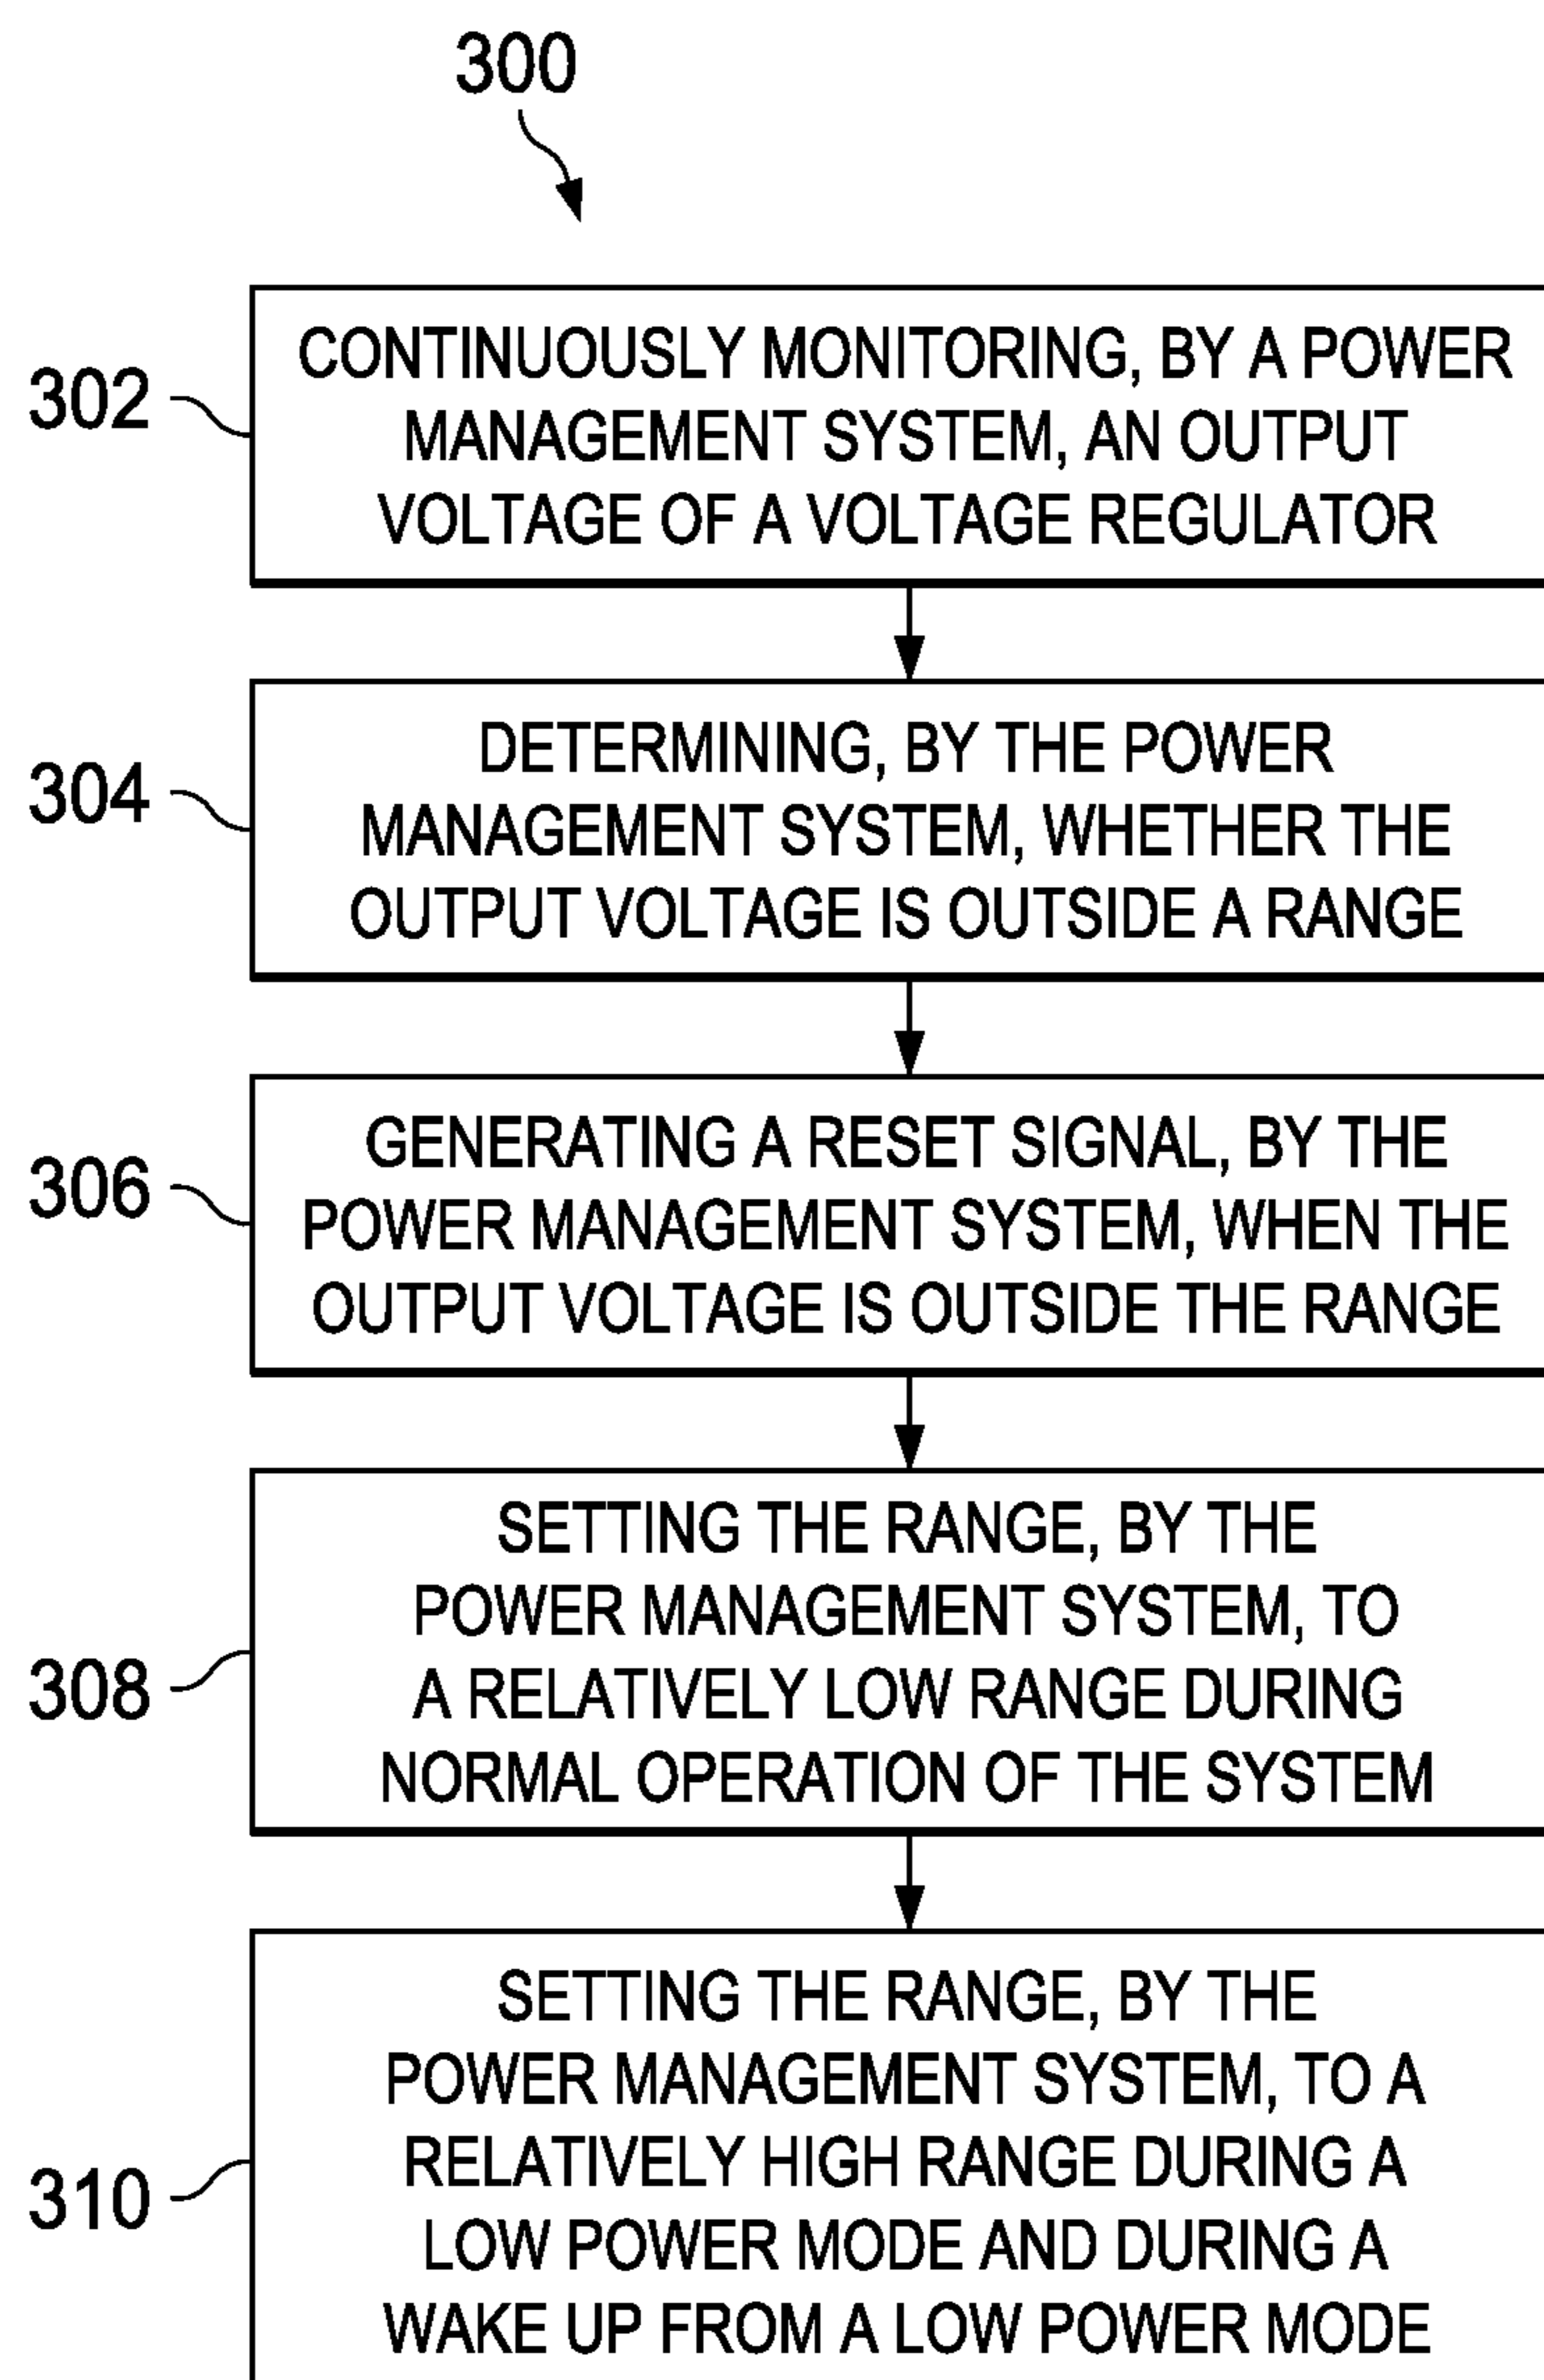 300
302
CONTINUOUSLY MONITORING, BY A POWER
MANAGEMENT SYSTEM, AN OUTPUT
VOLTAGE OF A VOLTAGE REGULATOR
304
DETERMINING, BY THE POWER
MANAGEMENT SYSTEM, WHETHER THE
OUTPUT VOLTAGE IS OUTSIDE A RANGE
306
GENERATING A RESET SIGNAL, BY THE
POWER MANAGEMENT SYSTEM, WHEN THE
OUTPUT VOLTAGE IS OUTSIDE THE RANGE
308
SETTING THE RANGE, BY THE
POWER MANAGEMENT SYSTEM, TO
A RELATIVELY LOW RANGE DURING
NORMAL OPERATION OF THE SYSTEM
310
SETTING THE RANGE, BY THE
POWER MANAGEMENT SYSTEM, TO A
RELATIVELY HIGH RANGE DURING A
LOW POWER MODE AND DURING A
WAKE UP FROM A LOW POWER MODE